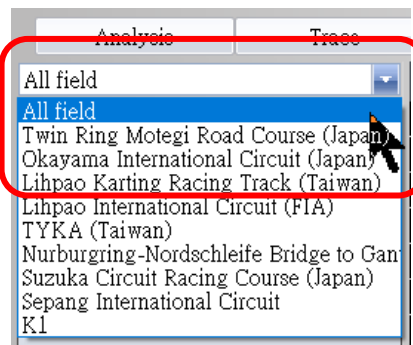 Analysis Trace
All field
All field
Twin Ring Motegi Road Course (Japan)
Okayama International Circuit (Japan)
Lihpao Karting Racing Track (Taiwan)
Lihpao International Circuit (FIA)
TYKA (Taiwan)
Nurburgring-Nordschleife Bridge to Gan
Suzuka Circuit Racing Course (Japan)
Sepang International Circuit
K1